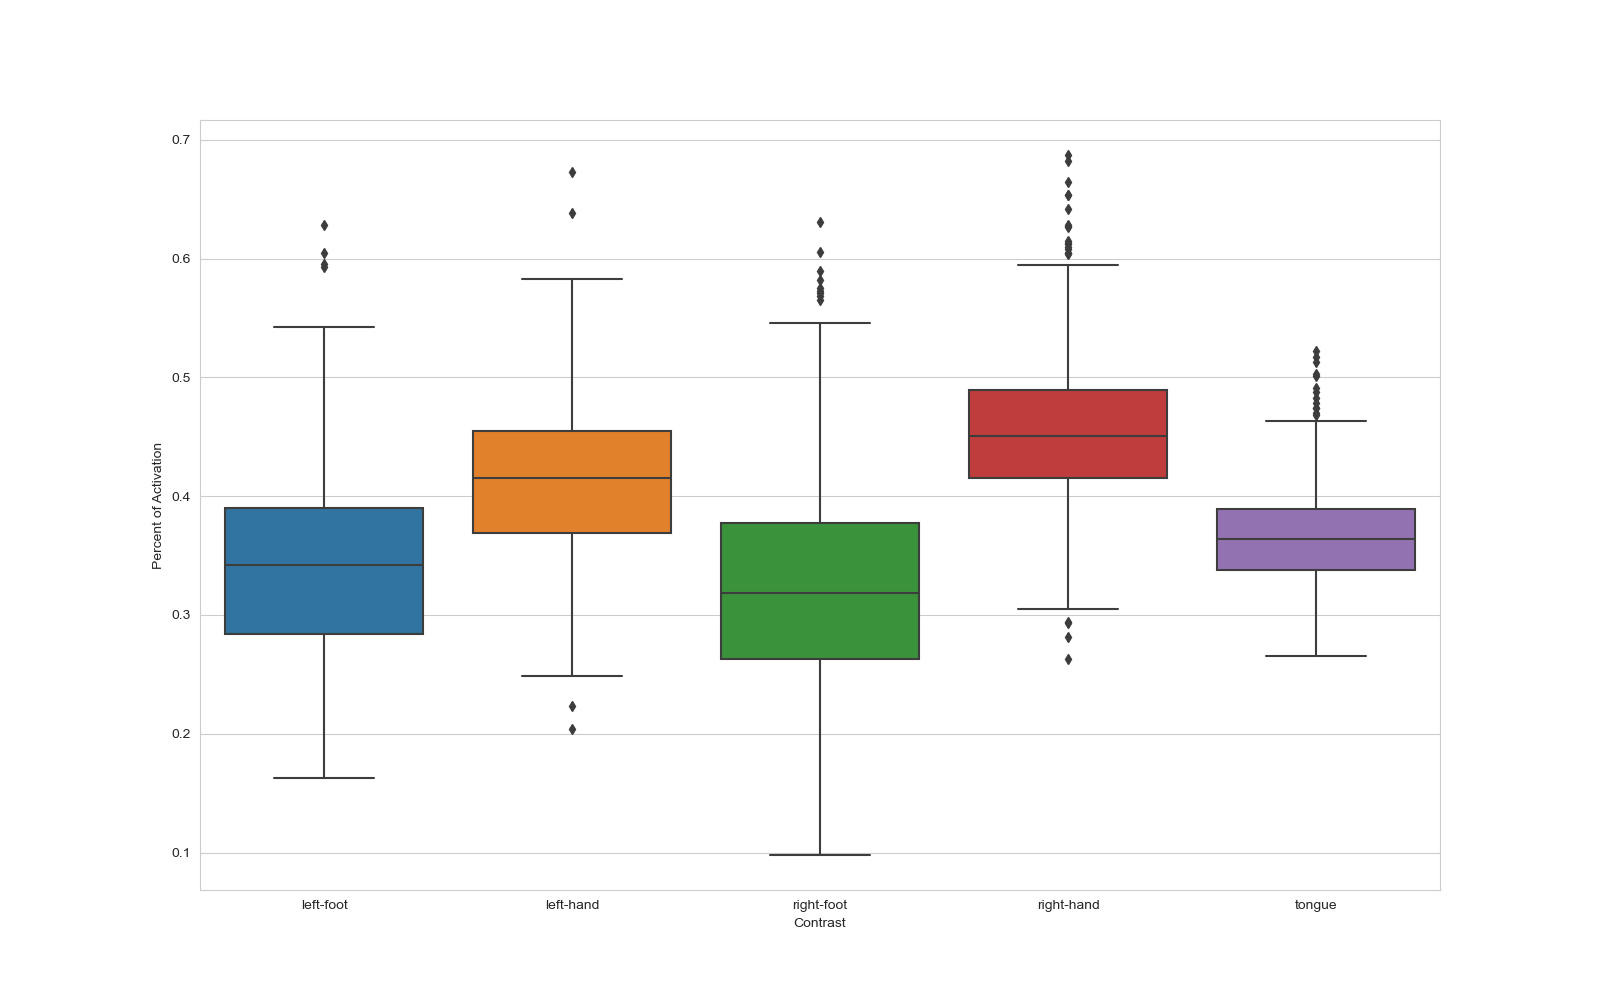 0.7
0.6
0.5
0.4
0.3
0.2
0.1
Percent of Activation
left-foot left-hand right-foot right-hand tongue
Contrast